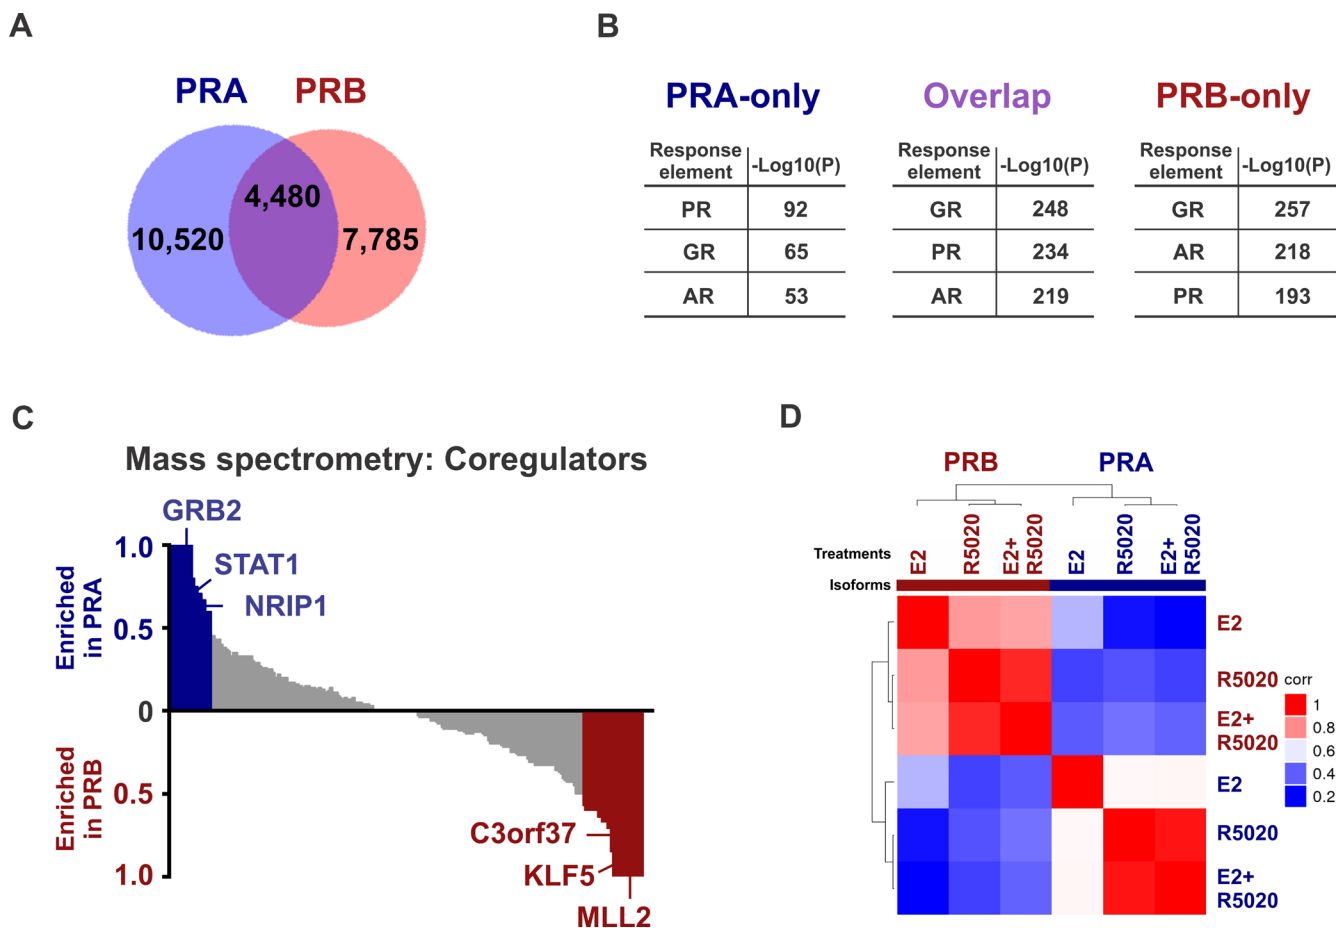 A
PRA PRB
4,480
10,520 7,785
B
PRA-only
Response element -Log10(P)
PR 92
GR 65
AR 53
Overlap
Response element -Log10(P)
GR 248
PR 234
AR 219
PRB-only
Response element -Log10(P)
GR 257
AR 218
PR 193
C
Mass spectrometry: Coregulators
GRB2
STAT1
NRIP1
Enriched in PRA
1.0
0.5
0
Enriched in PRB
0.5
1.0
C3orf37
KLF5
MLL2
D
PRB PRA
Treatments E2 R5020 E2+ R5020 E2 R5020 E2+ R5020
Isoforms
E2
R5020
E2+
R5020
E2
R5020
E2+
R5020
corr
1
0.8
0.6
0.4
0.2